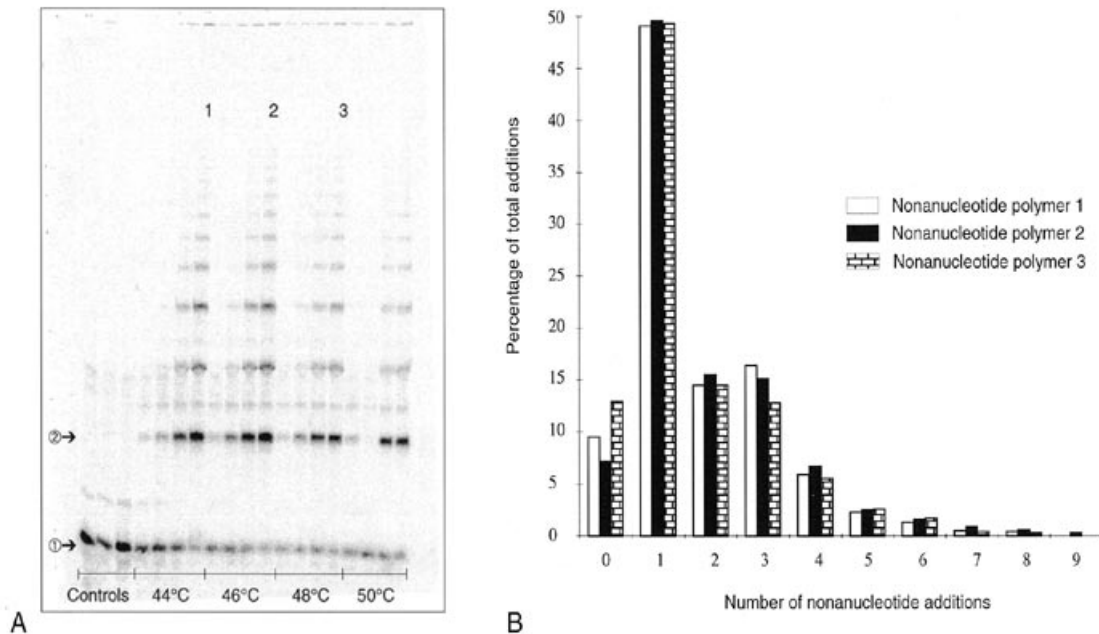 1 2 3
②→
①→
Controls 44°C 46°C 48°C 50°C
A
Percentage of total additions
50
45
40
35
30
25
20
15
10
5
0
0 1 2 3 4 5 6 7 8 9
Number of nonanucleotide additions
Nonanucleotide polymer 1
Nonanucleotide polymer 2
Nonanucleotide polymer 3
B